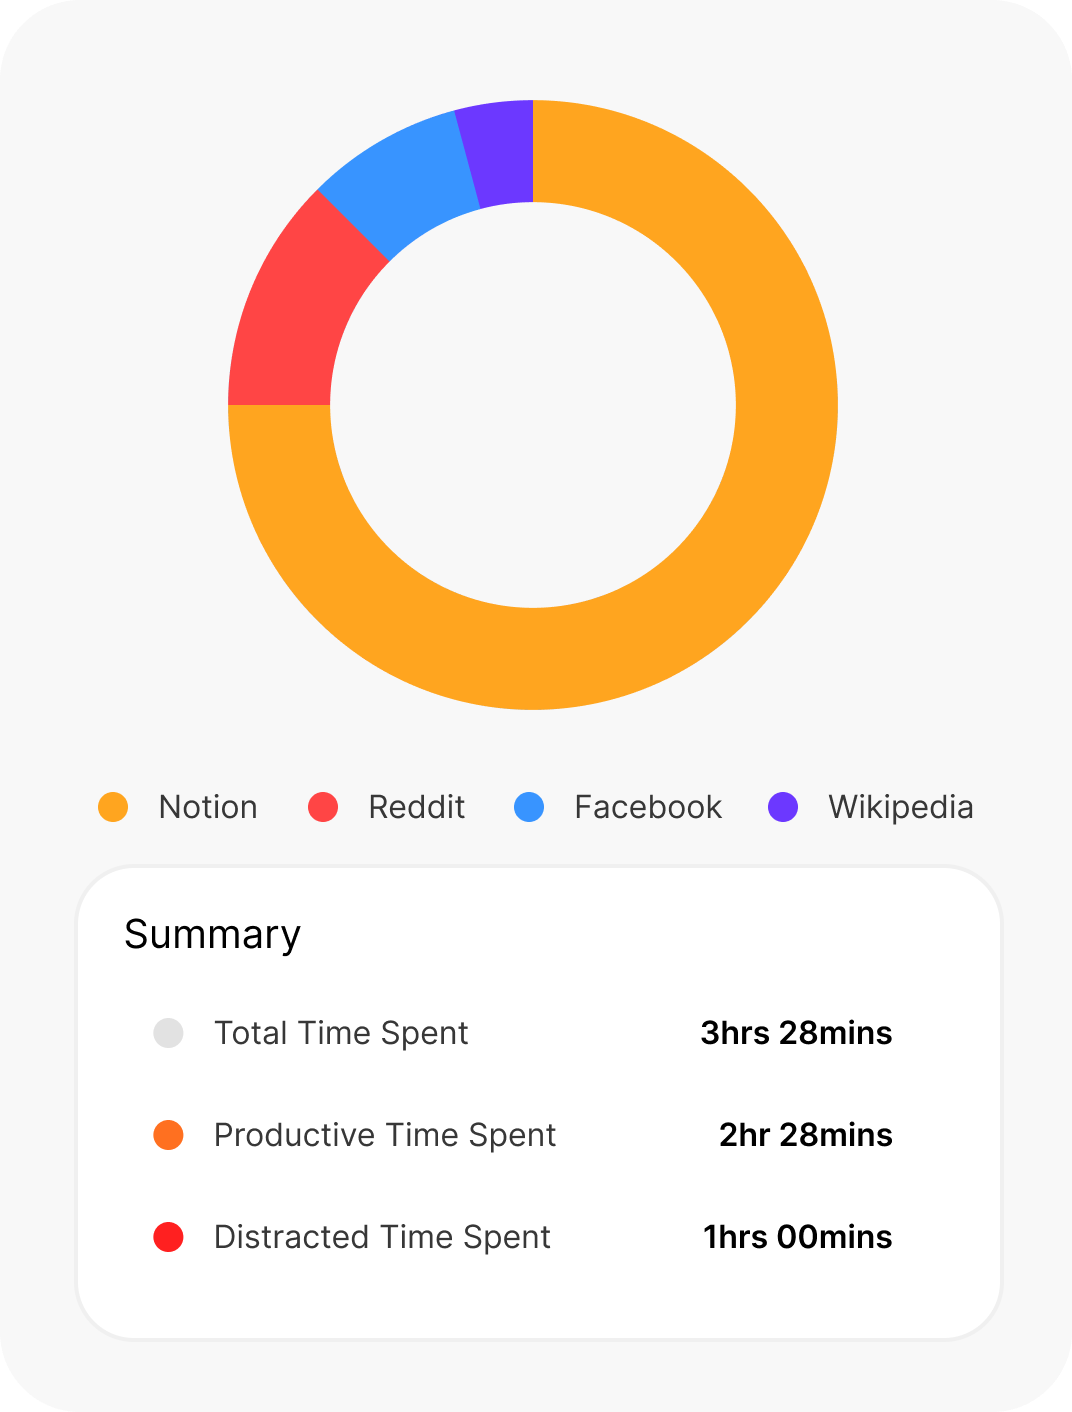 Notion Reddit Facebook Wikipedia
Summary
Total Time Spent 3hrs 28mins
Productive Time Spent 2hr 28mins
Distracted Time Spent 1hrs 00mins